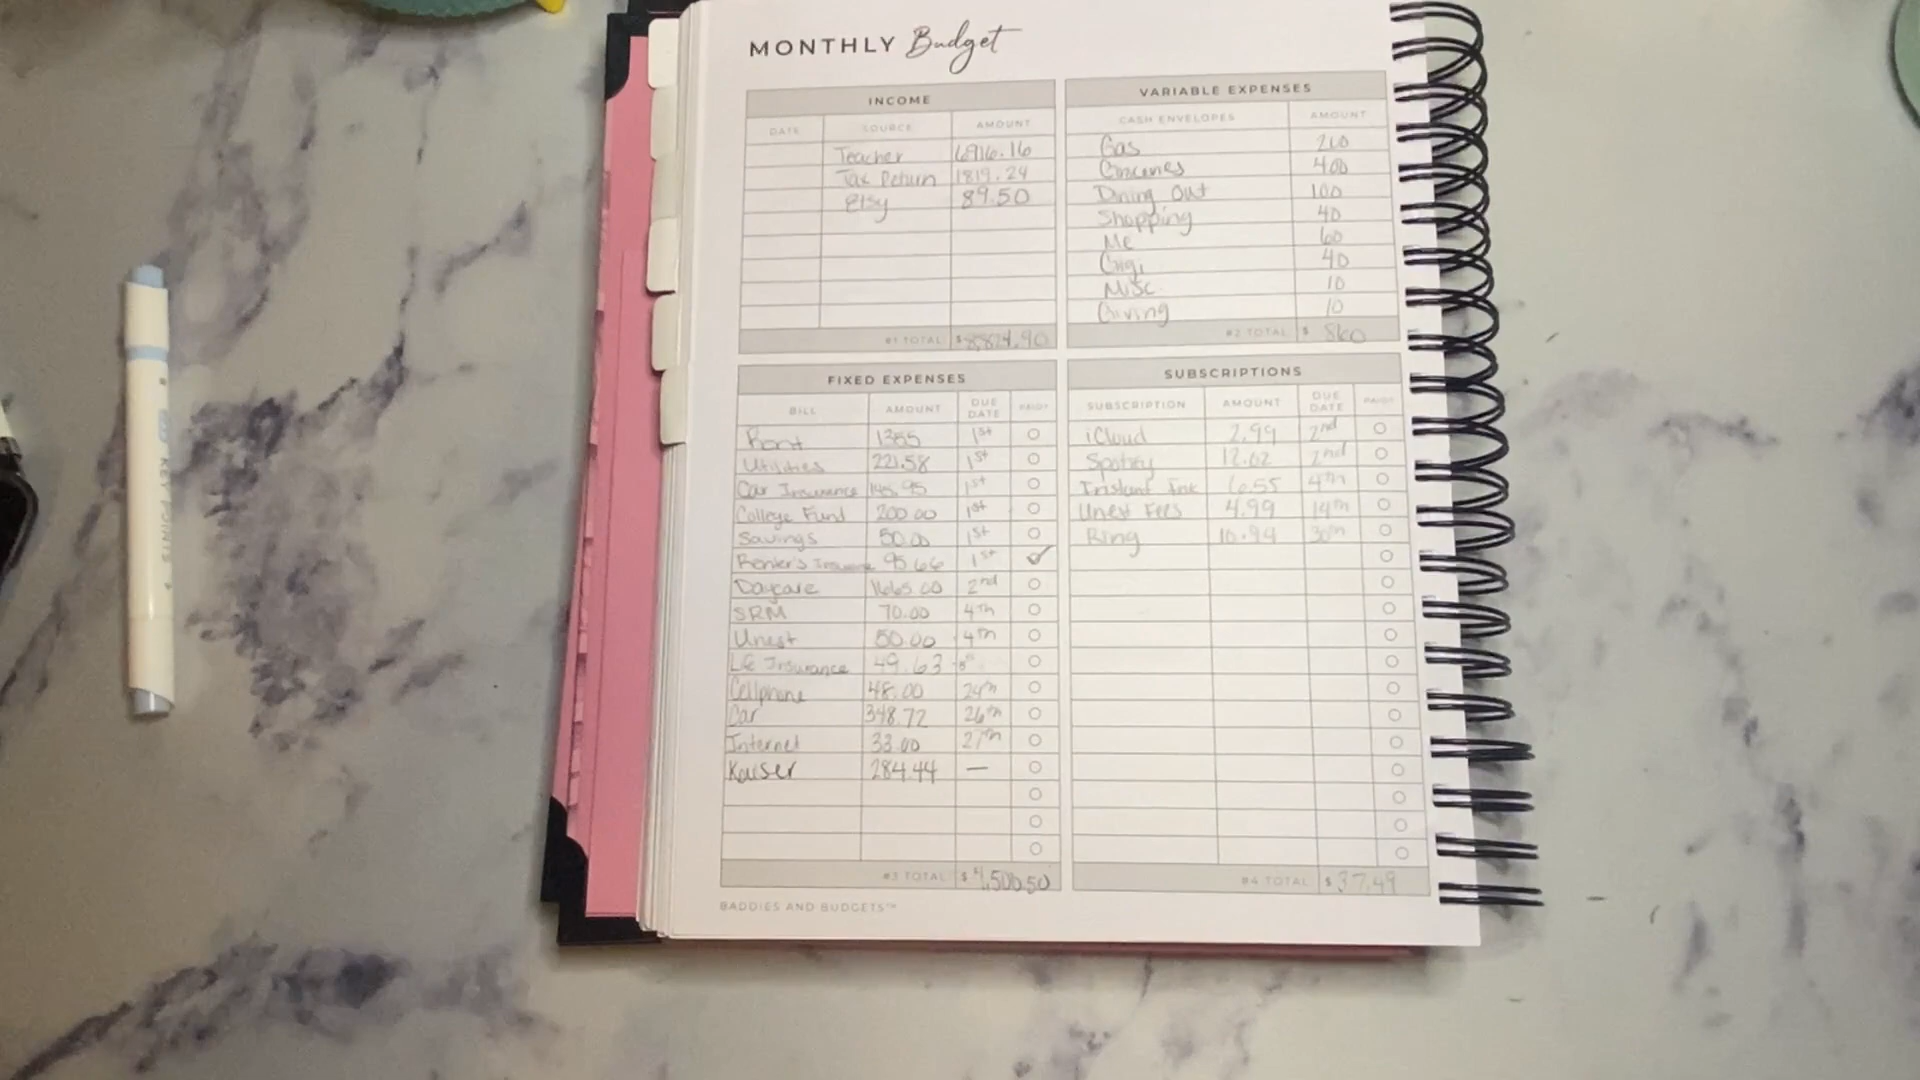 MONTHLY Budget
INCOME
DATE SOURCE AMOUNT
Teacher 6916.16
Tax Return 1819.24
Etsy 89.50
#1 TOTAL $8,824.90
VARIABLE EXPENSES
CASH ENVELOPES AMOUNT
Gas 200
Groceries 400
Dining Out 100
Shopping 40
Me 60
Gigi 40
Misc. 10
Giving 10
#2 TOTAL $ 860
FIXED EXPENSES
BILL AMOUNT DUE DATE PAID?
Rent 1385 1st
Utilities 221.58 1st
Car Insurance 1st
College Fund 200.00 1st
Savings 50.00 1st
Renter's 95.66 1st
Daycare 1665.00 2nd
SRM 70.00 4th
Unest 50.00 4th
Life Insurance 49.63
Cellphone 48.00 24th
Car 348.72 26th
Internet 33.00 27th
Kaiser 284.44 —
#3 TOTAL $ 4,500.50
SUBSCRIPTIONS
SUBSCRIPTION AMOUNT DUE DATE PAID?
iCloud 2.99 2nd
Spotify 12.02 2nd
Instant Ink 6.55 4th
Unest Fees 4.99 14th
Ring 10.94 30th
#4 TOTAL $37.49
BADDIES AND BUDGETS™
KEY POINTS